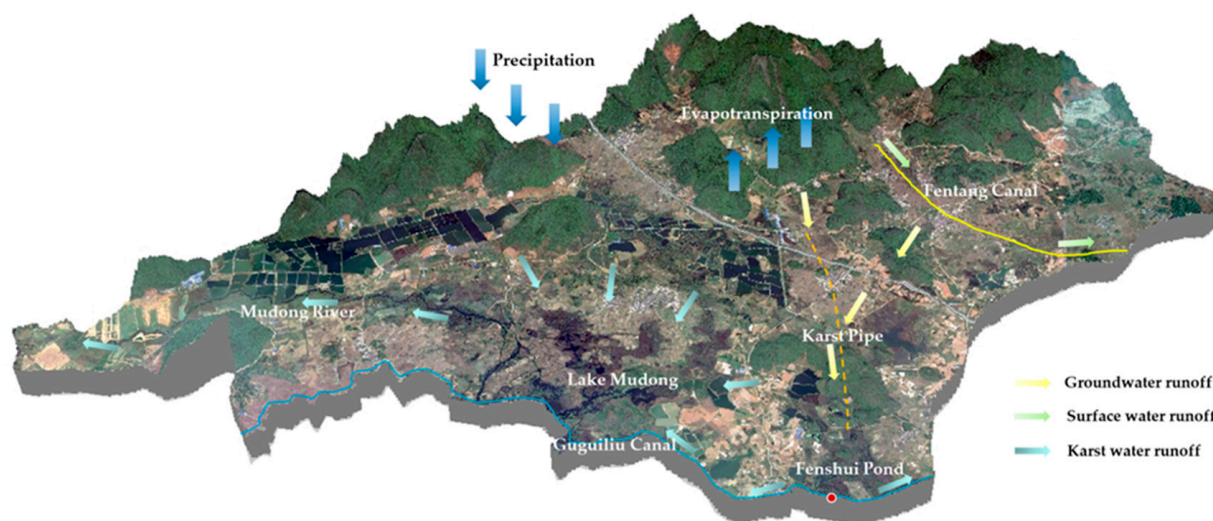 Precipitation
Evapotranspiration
Fentang Canal
Mudong River
Karst Pipe
Lake Mudong
Guguiliu Canal
Fenshui Pond
Groundwater runoff
Surface water runoff
Karst water runoff